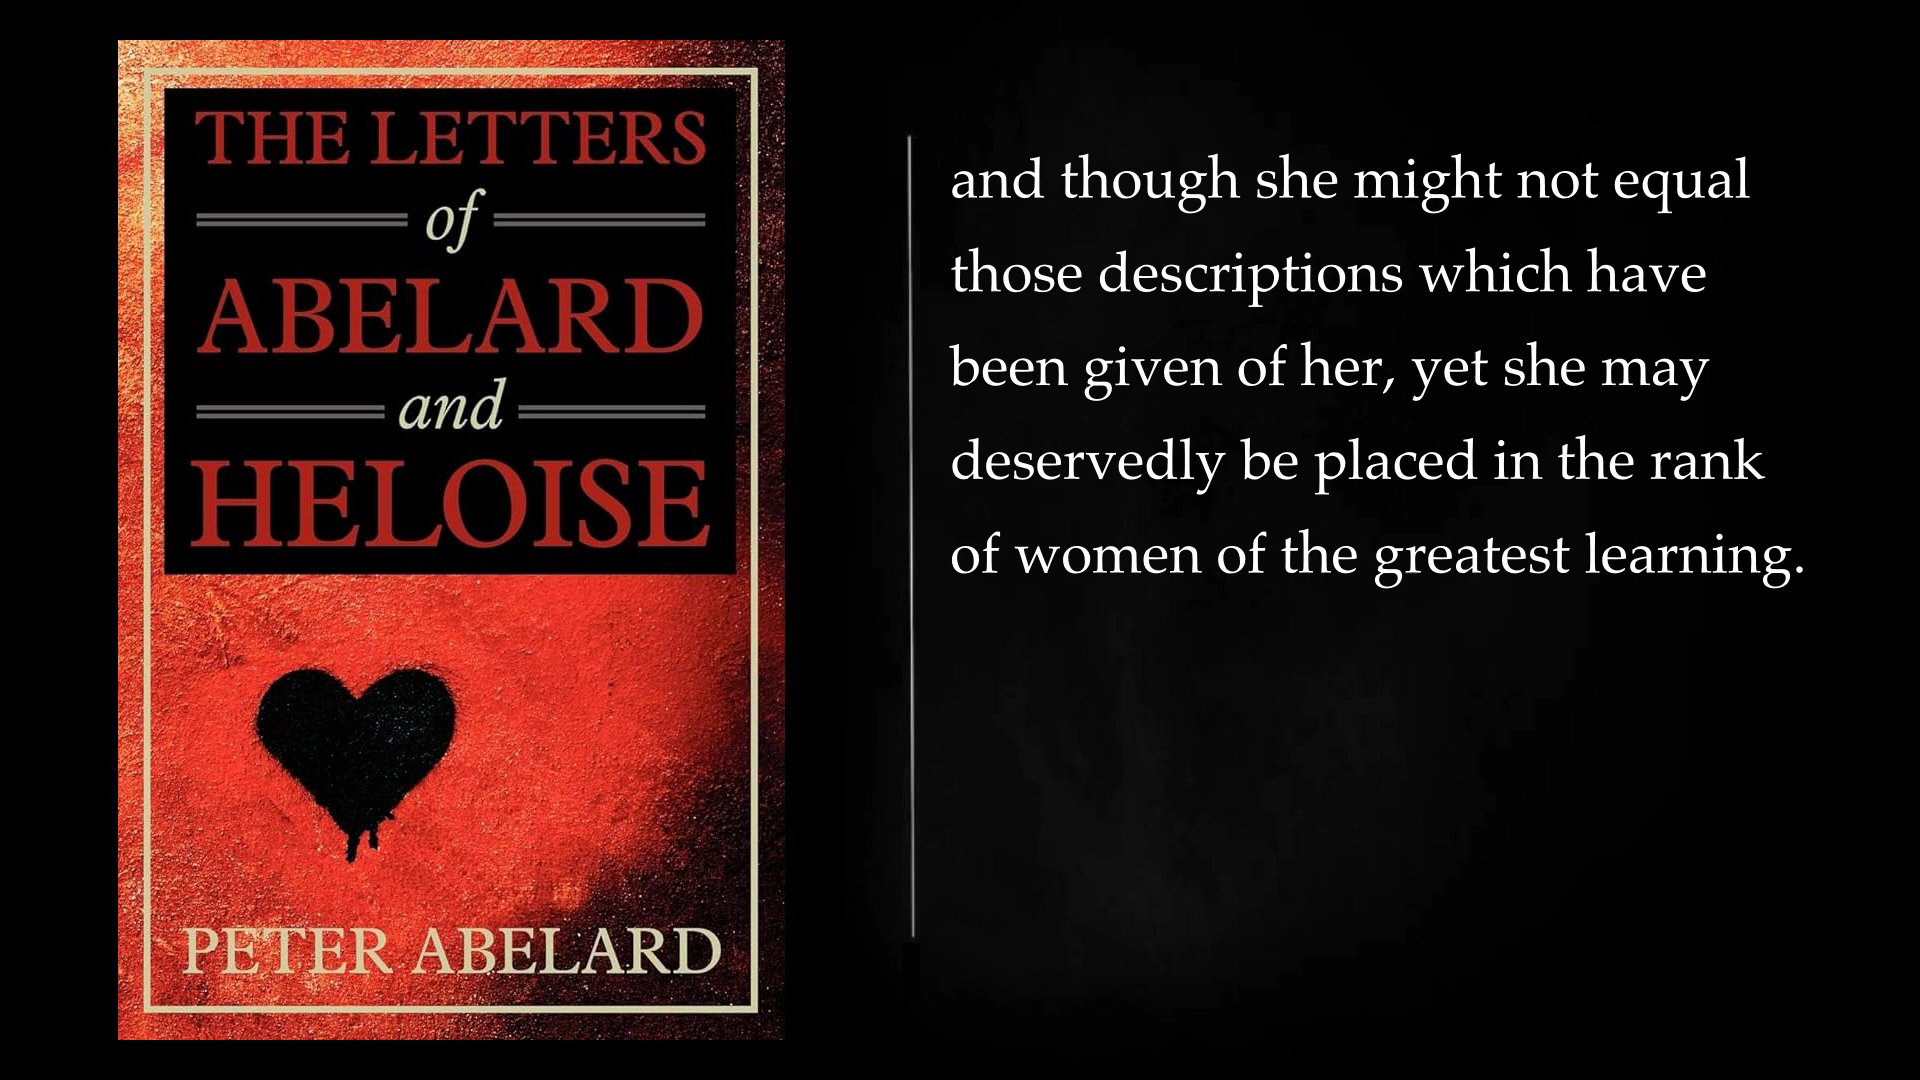 THE LETTERS
of
ABELARD
and
HELOISE
PETER ABELARD
and though she might not equal
those descriptions which have
been given of her, yet she may
deservedly be placed in the rank
of women of the greatest learning.